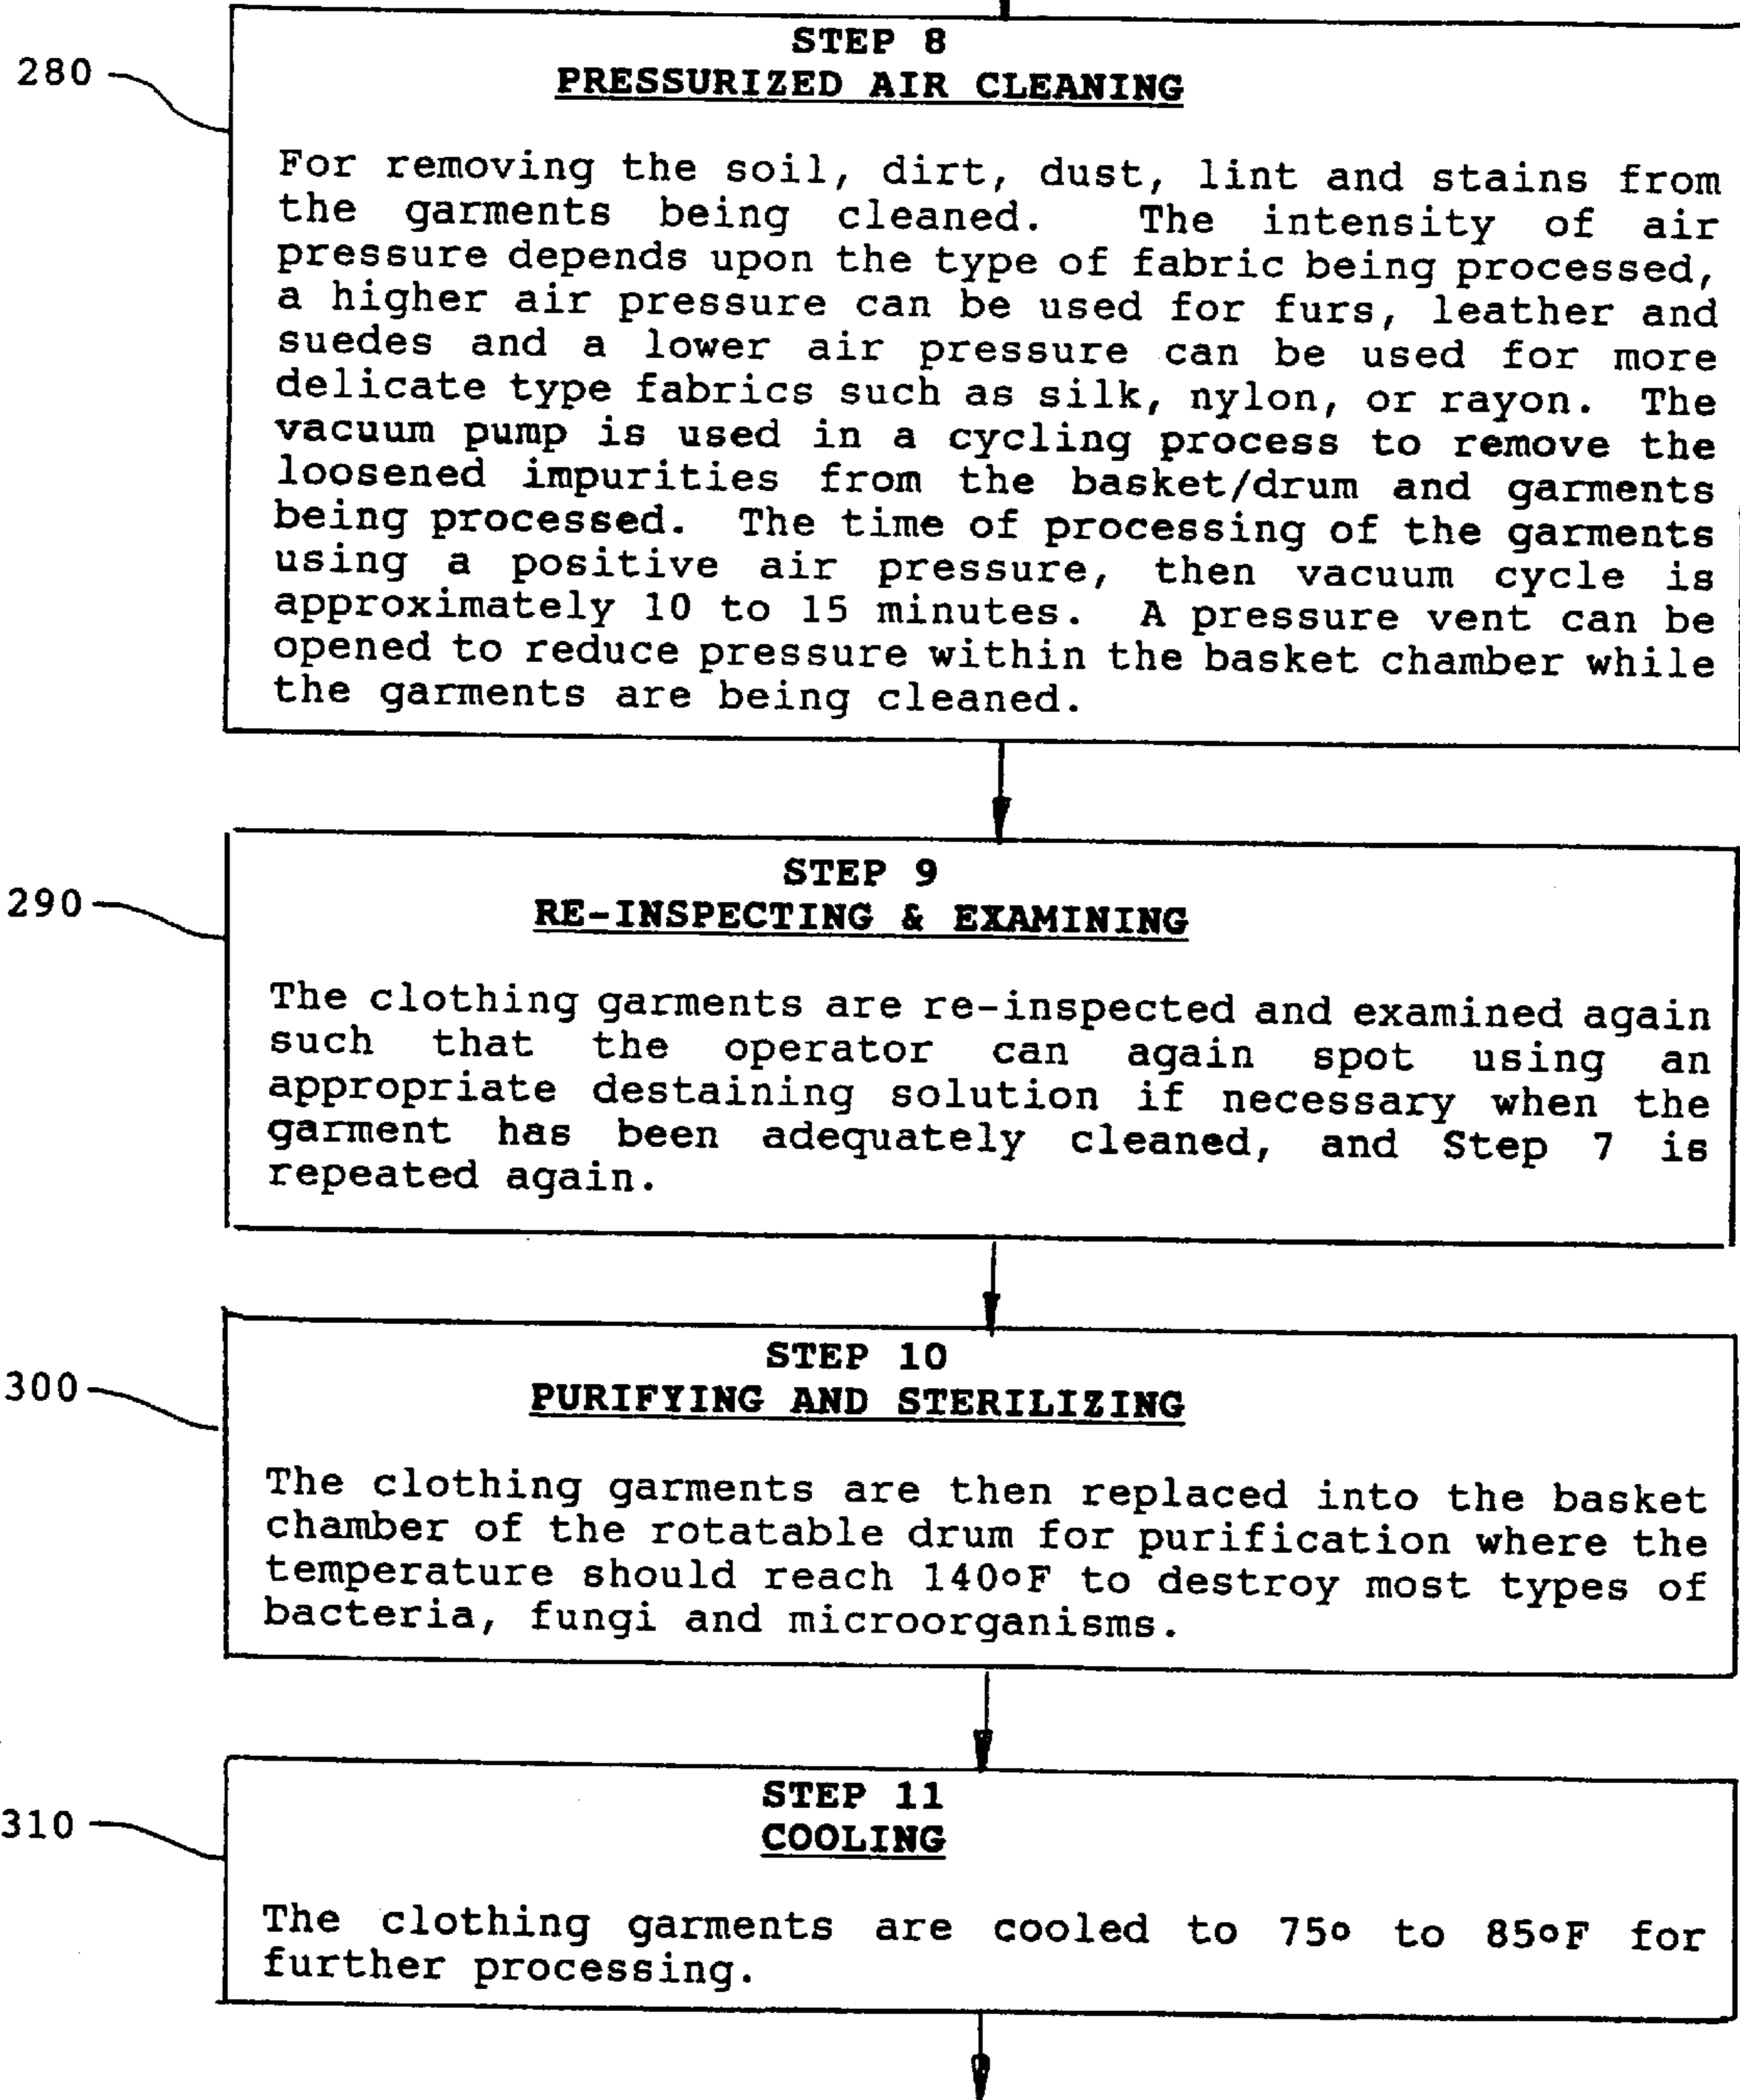 280
STEP 8
PRESSURIZED AIR CLEANING
For removing the soil, dirt, dust, lint and stains from
the garments being cleaned. The intensity of air
pressure depends upon the type of fabric being processed,
a higher air pressure can be used for furs, leather and
suedes and a lower air pressure can be used for more
delicate type fabrics such as silk, nylon, or rayon. The
vacuum pump is used in a cycling process to remove the
loosened impurities from the basket/drum and garments
being processed. The time of processing of the garments
using a positive air pressure, then vacuum cycle is
approximately 10 to 15 minutes. A pressure vent can be
opened to reduce pressure within the basket chamber while
the garments are being cleaned.
290
STEP 9
RE-INSPECTING & EXAMINING
The clothing garments are re-inspected and examined again
such that the operator can again spot using an
appropriate destaining solution if necessary when the
garment has been adequately cleaned, and Step 7 is
repeated again.
300
STEP 10
PURIFYING AND STERILIZING
The clothing garments are then replaced into the basket
chamber of the rotatable drum for purification where the
temperature should reach 140°F to destroy most types of
bacteria, fungi and microorganisms.
310
STEP 11
COOLING
The clothing garments are cooled to 75° to 85°F for
further processing.